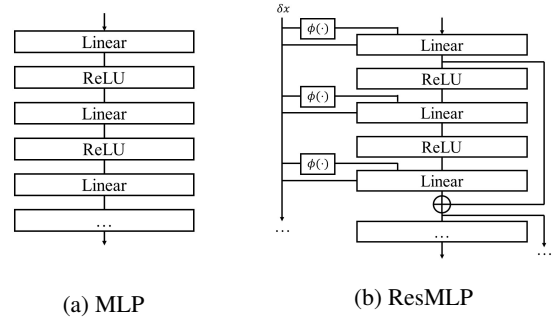 Linear
ReLU
Linear
ReLU
Linear
...
(a) MLP
δx
ϕ(·)
Linear
ReLU
ϕ(·)
Linear
ReLU
ϕ(·)
Linear
...
...
...
(b) ResMLP